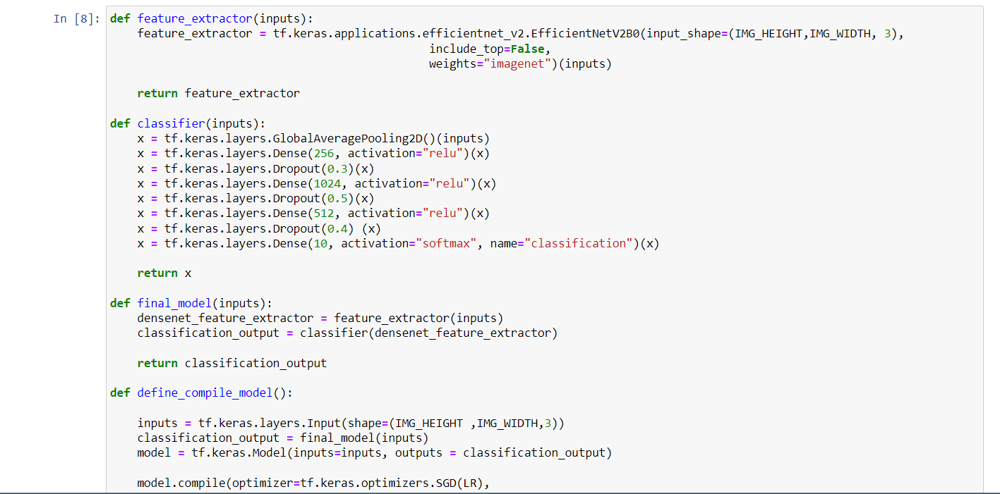 In [8]: def feature_extractor(inputs):
    feature_extractor = tf.keras.applications.efficientnet_v2.EfficientNetV2B0(input_shape=(IMG_HEIGHT,IMG_WIDTH, 3),
                                               include_top=False,
                                               weights="imagenet")(inputs)

    return feature_extractor

def classifier(inputs):
    x = tf.keras.layers.GlobalAveragePooling2D()(inputs)
    x = tf.keras.layers.Dense(256, activation="relu")(x)
    x = tf.keras.layers.Dropout(0.3)(x)
    x = tf.keras.layers.Dense(1024, activation="relu")(x)
    x = tf.keras.layers.Dropout(0.5)(x)
    x = tf.keras.layers.Dense(512, activation="relu")(x)
    x = tf.keras.layers.Dropout(0.4) (x)
    x = tf.keras.layers.Dense(10, activation="softmax", name="classification")(x)

    return x

def final_model(inputs):
    densenet_feature_extractor = feature_extractor(inputs)
    classification_output = classifier(densenet_feature_extractor)

    return classification_output

def define_compile_model():

    inputs = tf.keras.layers.Input(shape=(IMG_HEIGHT ,IMG_WIDTH,3))
    classification_output = final_model(inputs)
    model = tf.keras.Model(inputs=inputs, outputs = classification_output)

    model.compile(optimizer=tf.keras.optimizers.SGD(LR),